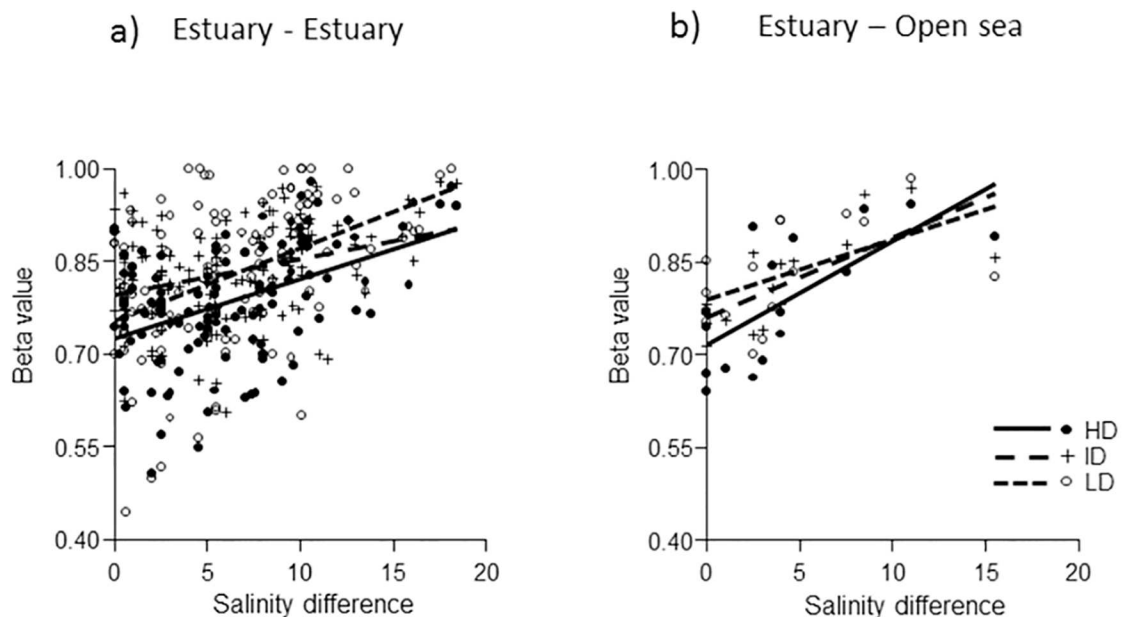 a) Estuary - Estuary
1.00
0.85
0.70
0.55
0.40
Beta value
0 5 10 15 20
Salinity difference
b) Estuary – Open sea
1.00
0.85
0.70
0.55
0.40
Beta value
0 5 10 15 20
Salinity difference
HD
ID
LD